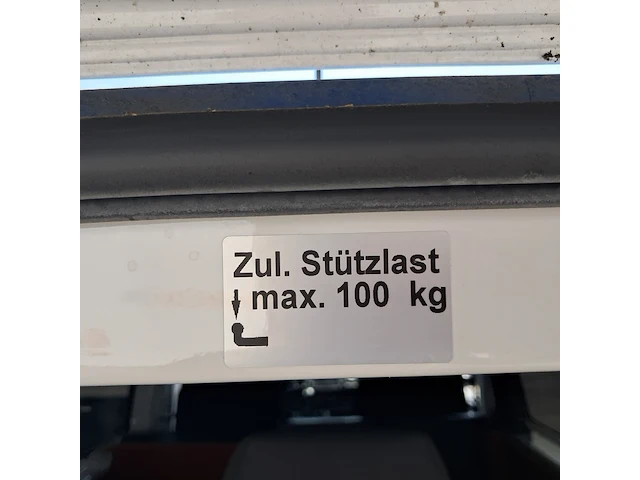 Zul. Stützlast
max. 100 kg